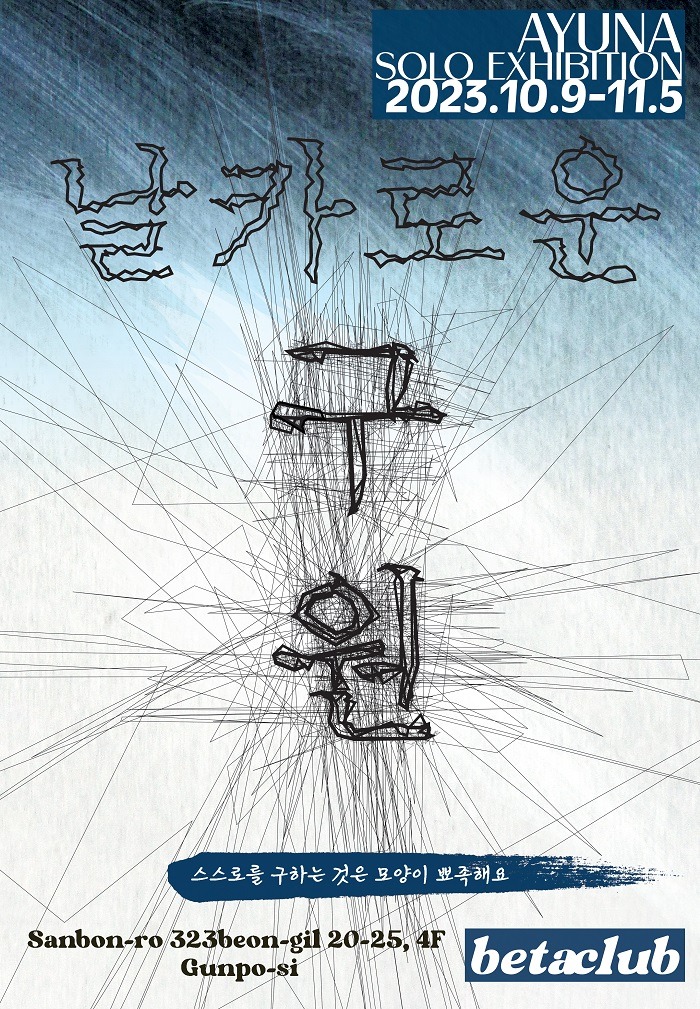 AYUNA
SOLO EXHIBITION
2023.10.9-11.5
날카로운
구
원
스스로를 구하는 것은 모양이 뾰족해요
Sanbon-ro 323beon-gil 20-25, 4F
Gunpo-si
betaclub